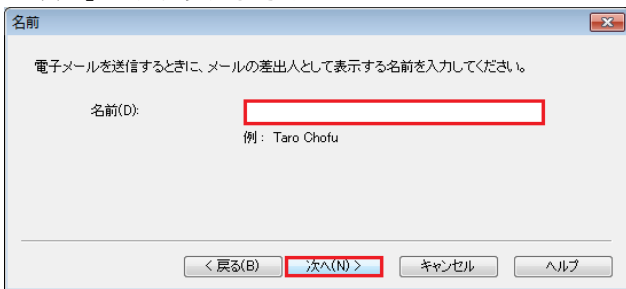 名前
電子メールを送信するときに、メールの差出人として表示する名前を入力してください。
名前(D):
例： Taro Chofu
< 戻る(B) 次へ(N) > キャンセル ヘルプ